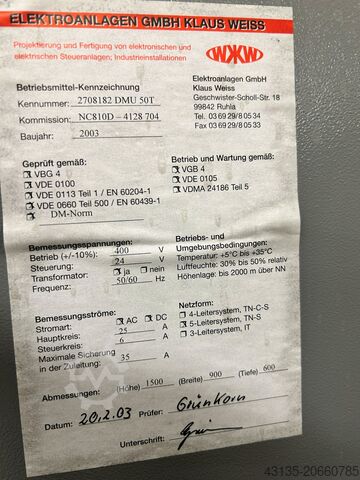 ELEKTROANLAGEN GMBH KLAUS WEISS
Projektierung und Fertigung von elektronischen und
elektrischen Steueranlagen; Industrieinstallationen
WKW
Betriebsmittel-Kennzeichnung
Kennummer: 2708182 DMU 50T
Kommission: NC810D-4128 704
Baujahr: 2003
Elektroanlagen GmbH
Klaus Weiss
Geschwister-Scholl-Str. 18
99842 Ruhla
Tel. 03 69 29/8 05 34
Fax 03 69 29/8 05 33
Geprüft gemäß:
VBG 4
VDE 0100
VDE 0113 Teil 1 / EN 60204-1
VDE 0660 Teil 500 / EN 60439-1
DM-Norm
Betrieb und Wartung gemäß:
VGB 4
VDE 0105
VDMA 24186 Teil 5
Bemessungsspannungen:
Betrieb (+/-10%): 400 V
Steuerung: 24 V
Transformator: ja nein
Frequenz: 50/60 Hz
Betriebs- und
Umgebungsbedingungen:
Temperatur: +5°C bis +35°C
Luftfeuchte: 30% bis 50% relativ
Höhenlage: bis 2000 m über NN
Bemessungsströme:
Stromart: AC DC
Hauptkreis: 25 A
Steuerkreis: 6 A
Maximale Sicherung
in der Zuleitung: 35 A
Netzform:
4-Leitersystem, TN-C-S
5-Leitersystem, TN-S
3-Leitersystem, IT
Abmessungen: (Höhe) 1500 (Breite) 900 (Tiefe) 600
Datum: 20.2.03 Prüfer: Grünkorn
Unterschrift:
43135-20660785